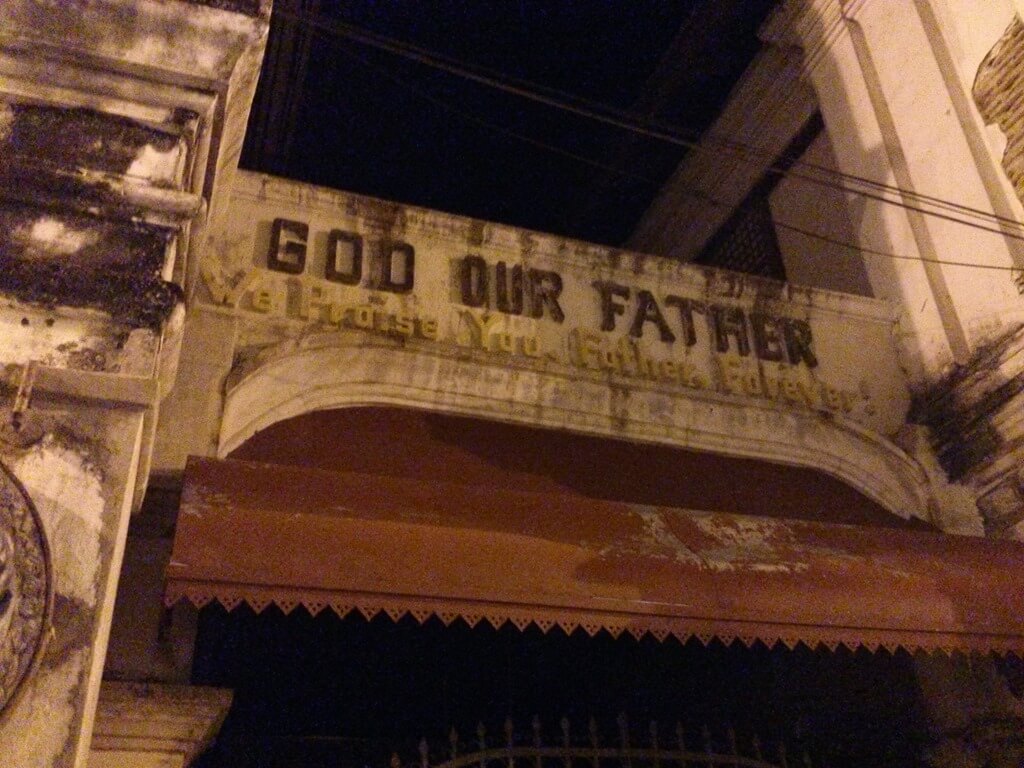 GOD OUR FATHER
We Praise You, Father, Forever!